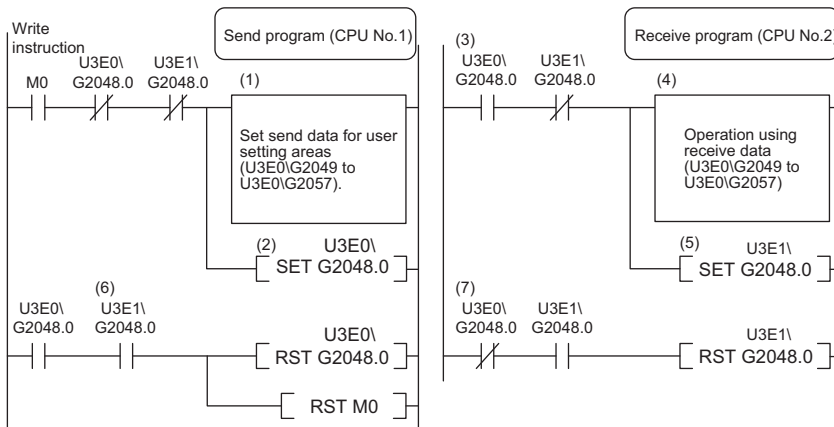 Write
instruction
Send program (CPU No.1)
M0
U3E0\
G2048.0
U3E1\
G2048.0
(1)
Set send data for user
setting areas
(U3E0\G2049 to
U3E0\G2057).
(2)
U3E0\
SET G2048.0
(6)
U3E0\
G2048.0
U3E1\
G2048.0
U3E0\
RST G2048.0
RST M0
Receive program (CPU No.2)
(3)
U3E0\
G2048.0
U3E1\
G2048.0
(4)
Operation using
receive data
(U3E0\G2049 to
U3E0\G2057)
(5)
U3E1\
SET G2048.0
(7)
U3E0\
G2048.0
U3E1\
G2048.0
U3E1\
RST G2048.0